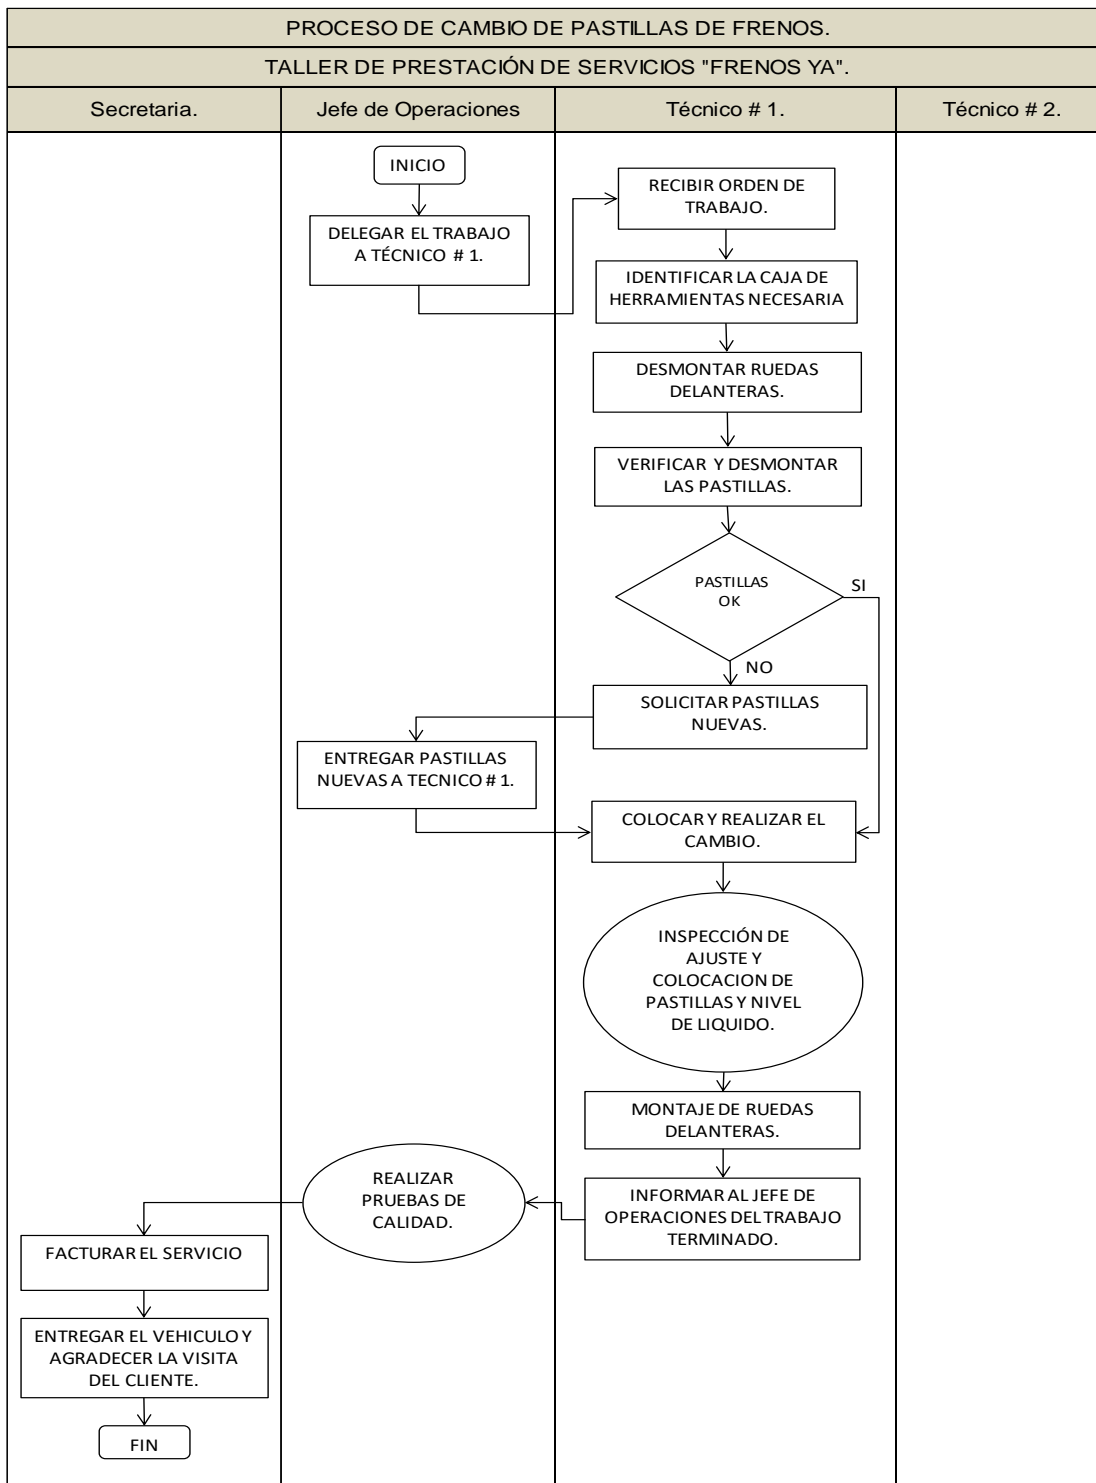 PROCESO DE CAMBIO DE PASTILLAS DE FRENOS.
TALLER DE PRESTACIÓN DE SERVICIOS "FRENOS YA".
Secretaria.
Jefe de Operaciones
Técnico # 1.
Técnico # 2.
INICIO
DELEGAR EL TRABAJO
A TÉCNICO # 1.
RECIBIR ORDEN DE
TRABAJO.
IDENTIFICAR LA CAJA DE
HERRAMIENTAS NECESARIA
DESMONTAR RUEDAS
DELANTERAS.
VERIFICAR Y DESMONTAR
LAS PASTILLAS.
PASTILLAS
OK
SI
NO
SOLICITAR PASTILLAS
NUEVAS.
ENTREGAR PASTILLAS
NUEVAS A TECNICO # 1.
COLOCAR Y REALIZAR EL
CAMBIO.
INSPECCIÓN DE
AJUSTE Y
COLOCACION DE
PASTILLAS Y NIVEL
DE LIQUIDO.
MONTAJE DE RUEDAS
DELANTERAS.
INFORMAR AL JEFE DE
OPERACIONES DEL TRABAJO
TERMINADO.
REALIZAR
PRUEBAS DE
CALIDAD.
FACTURAR EL SERVICIO
ENTREGAR EL VEHICULO Y
AGRADECER LA VISITA
DEL CLIENTE.
FIN